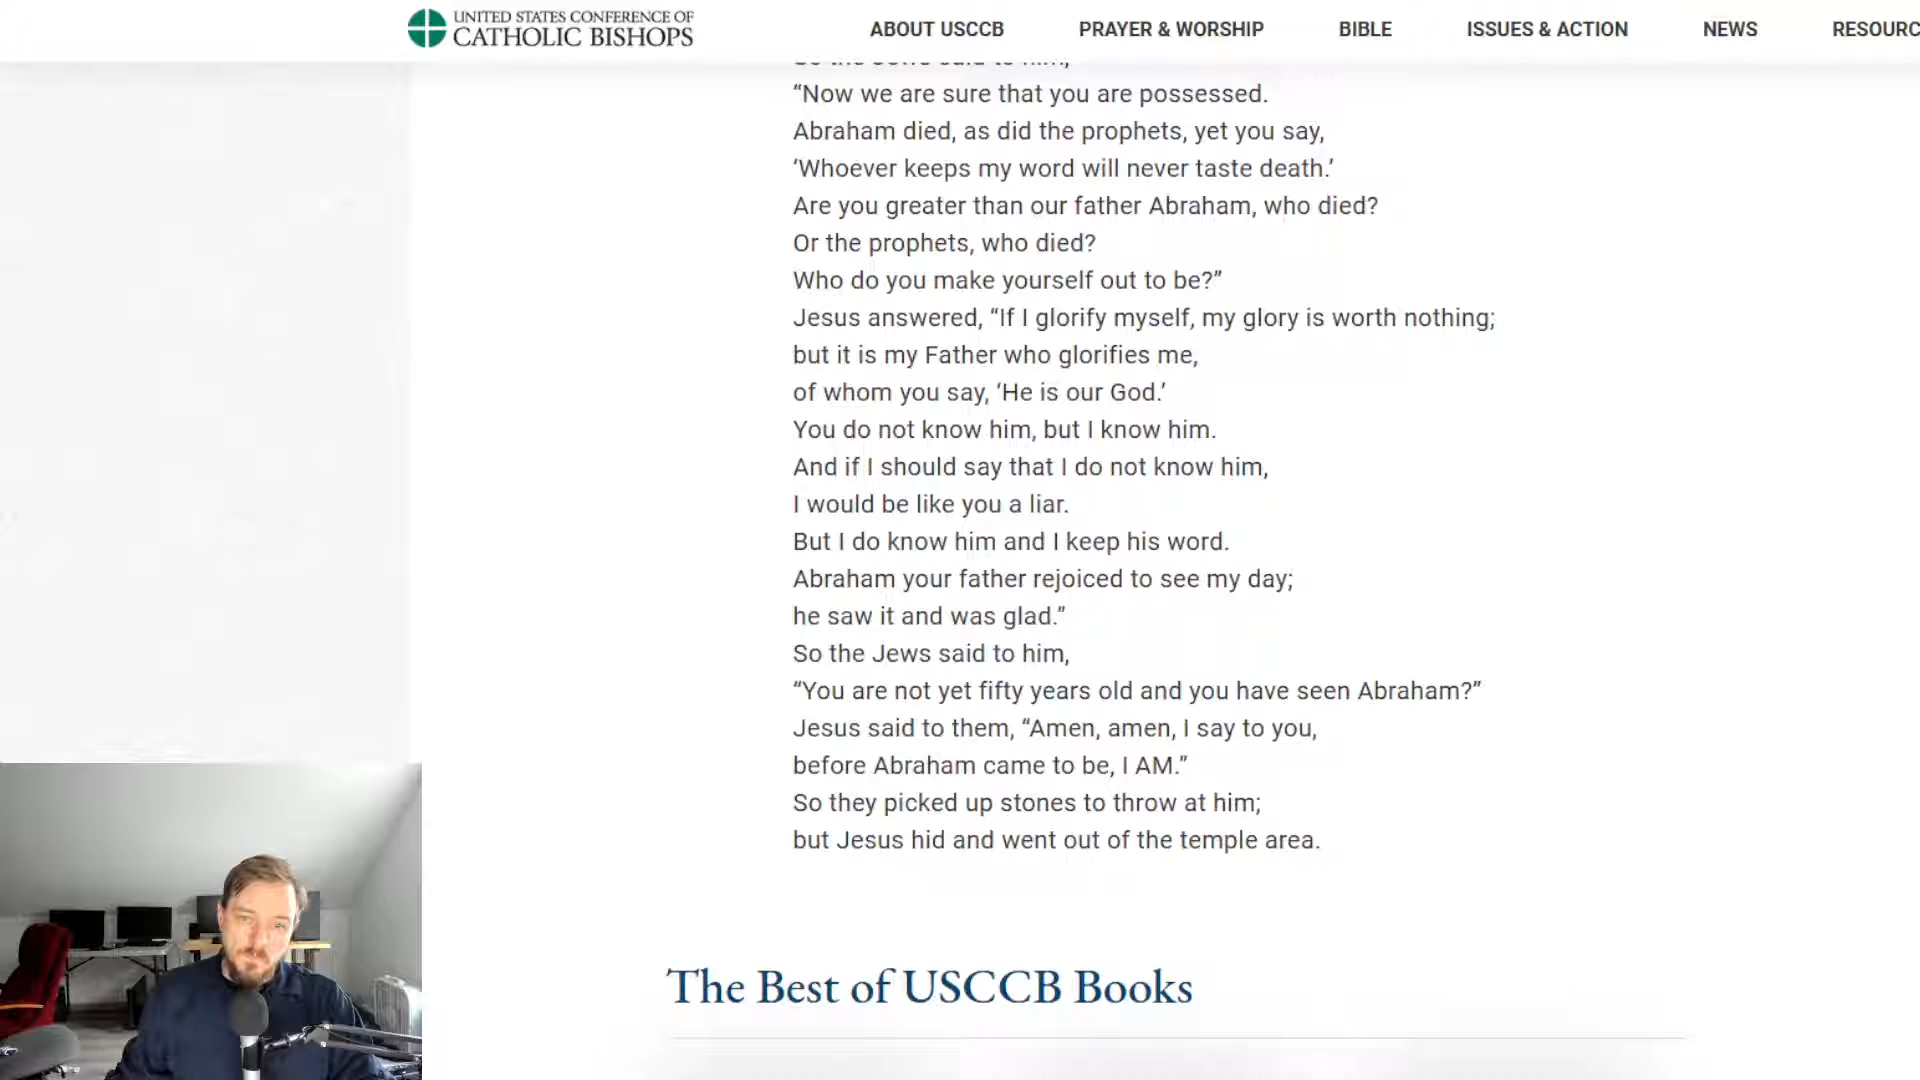 UNITED STATES CONFERENCE OF
CATHOLIC BISHOPS
ABOUT USCCB
PRAYER & WORSHIP
BIBLE
ISSUES & ACTION
NEWS
RESOURC
“Now we are sure that you are possessed.
Abraham died, as did the prophets, yet you say,
‘Whoever keeps my word will never taste death.’
Are you greater than our father Abraham, who died?
Or the prophets, who died?
Who do you make yourself out to be?”
Jesus answered, “If I glorify myself, my glory is worth nothing;
but it is my Father who glorifies me,
of whom you say, ‘He is our God.’
You do not know him, but I know him.
And if I should say that I do not know him,
I would be like you a liar.
But I do know him and I keep his word.
Abraham your father rejoiced to see my day;
he saw it and was glad.”
So the Jews said to him,
“You are not yet fifty years old and you have seen Abraham?”
Jesus said to them, “Amen, amen, I say to you,
before Abraham came to be, I AM.”
So they picked up stones to throw at him;
but Jesus hid and went out of the temple area.
The Best of USCCB Books